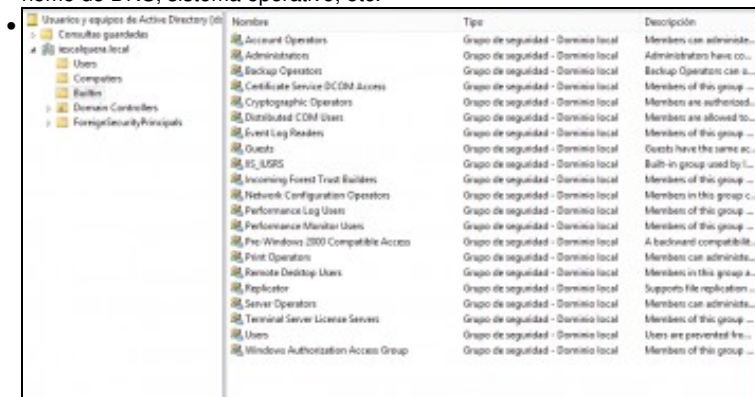 nome de DNS, sistema operativo, etc.
Usuarios y equipos de Active Directory [ds
Consultas guardadas
iescalquera.local
Users
Computers
Builtin
Domain Controllers
ForeignSecurityPrincipals
Nombre Tipo Descripción
Account Operators Grupo de seguridad - Dominio local Members can administe...
Administrators Grupo de seguridad - Dominio local Administrators have co...
Backup Operators Grupo de seguridad - Dominio local Backup Operators can o...
Certificate Service DCOM Access Grupo de seguridad - Dominio local Members of this group ...
Cryptographic Operators Grupo de seguridad - Dominio local Members are authorized...
Distributed COM Users Grupo de seguridad - Dominio local Members are allowed to...
Event Log Readers Grupo de seguridad - Dominio local Members of this group ...
Guests Grupo de seguridad - Dominio local Guests have the same ac...
IIS_IUSRS Grupo de seguridad - Dominio local Built-in group used by I...
Incoming Forest Trust Builders Grupo de seguridad - Dominio local Members of this group ...
Network Configuration Operators Grupo de seguridad - Dominio local Members in this group c...
Performance Log Users Grupo de seguridad - Dominio local Members of this group ...
Performance Monitor Users Grupo de seguridad - Dominio local Members of this group ...
Pre-Windows 2000 Compatible Access Grupo de seguridad - Dominio local A backward compatibilit...
Print Operators Grupo de seguridad - Dominio local Members can administe...
Remote Desktop Users Grupo de seguridad - Dominio local Members in this group a...
Replicator Grupo de seguridad - Dominio local Supports file replication ...
Server Operators Grupo de seguridad - Dominio local Members can administe...
Terminal Server License Servers Grupo de seguridad - Dominio local Members of this group ...
Users Grupo de seguridad - Dominio local Users are prevented fro...
Windows Authorization Access Group Grupo de seguridad - Dominio local Members of this group ...